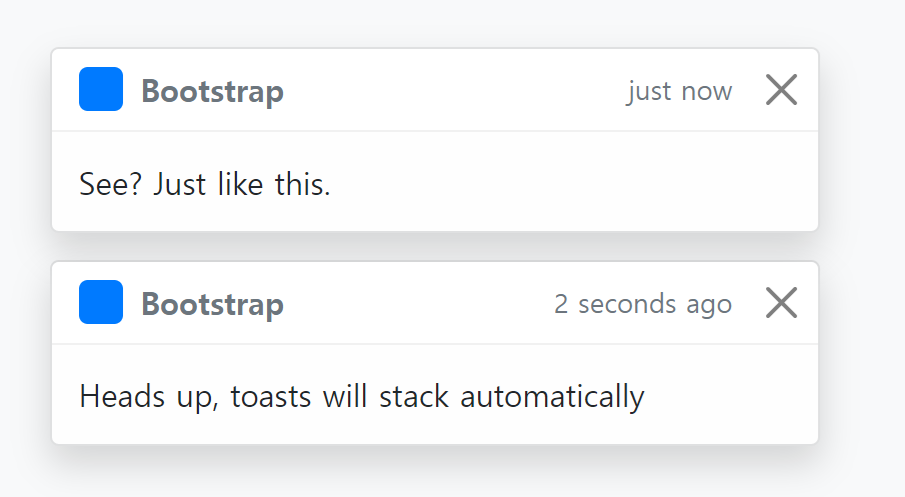 Bootstrap just now
See? Just like this.
Bootstrap 2 seconds ago
Heads up, toasts will stack automatically